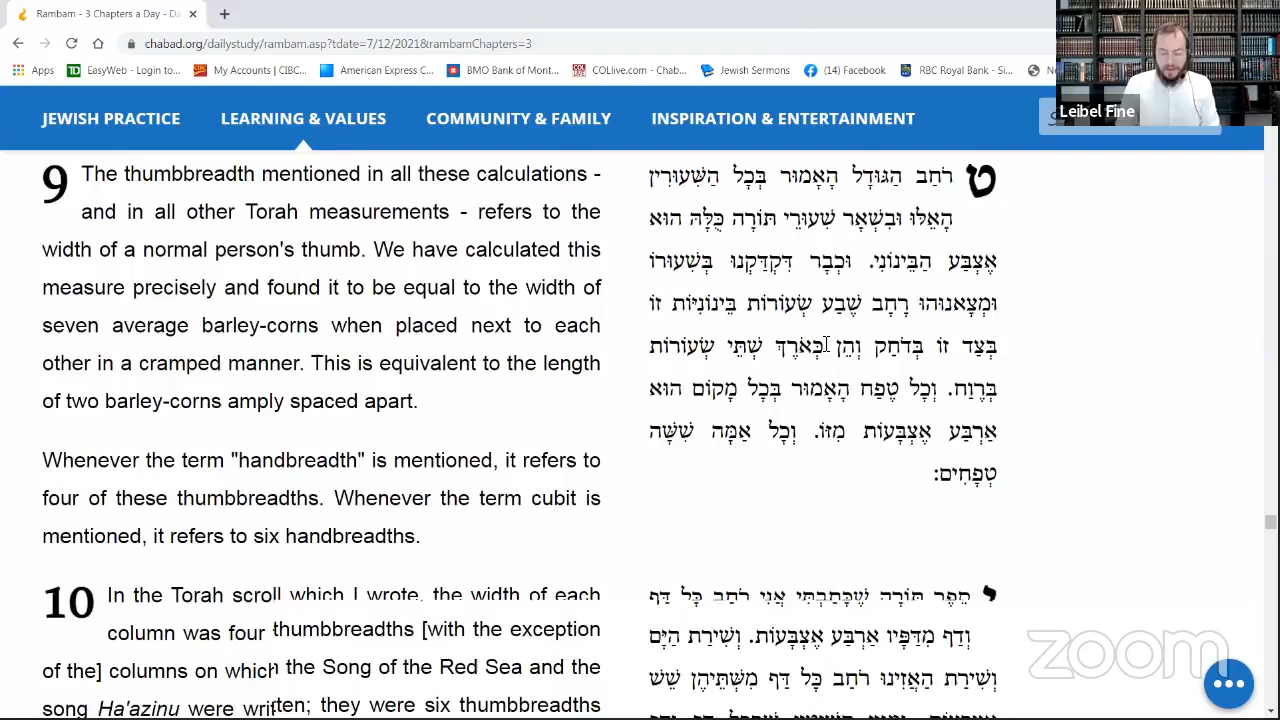 Rambam - 3 Chapters a Day - Da
chabad.org/dailystudy/rambam.asp?tdate=7/12/2021&rambamChapters=3
Apps EasyWeb - Login to... My Accounts | CIBC... American Express C... BMO Bank of Mont... COLlive.com - Chab... Jewish Sermons (14) Facebook RBC Royal Bank - Si...
Leibel Fine
JEWISH PRACTICE LEARNING & VALUES COMMUNITY & FAMILY INSPIRATION & ENTERTAINMENT
9 The thumbbreadth mentioned in all these calculations -
and in all other Torah measurements - refers to the
width of a normal person's thumb. We have calculated this
measure precisely and found it to be equal to the width of
seven average barley-corns when placed next to each
other in a cramped manner. This is equivalent to the length
of two barley-corns amply spaced apart.
Whenever the term "handbreadth" is mentioned, it refers to
four of these thumbbreadths. Whenever the term cubit is
mentioned, it refers to six handbreadths.
10 In the Torah scroll which I wrote, the width of each
column was four thumbbreadths [with the exception
of the] columns on which the Song of the Red Sea and the
song Ha'azinu were written; they were six thumbbreadths
ט רֹחַב הַגּוּדָל הָאָמוּר בְּכָל הַשִּׁעוּרִין
הָאֵלּוּ וּבִשְׁאָר שִׁעוּרֵי תּוֹרָה כֻּלָּהּ הוּא
אֶצְבַּע הַבֵּינוֹנִי. וּכְבָר דִּקְדַּקְנוּ בְּשִׁעוּרוֹ
וּמְצָאנוּהוּ רָחָב שֶׁבַע שְׂעוֹרוֹת בֵּינוֹנִיּוֹת זוֹ
בְּצַד זוֹ בְּדֹחַק וְהֵן כְּאֹרֶךְ שְׁתֵּי שְׂעוֹרוֹת
בְּרֶוַח. וְכָל טֶפַח הָאָמוּר בְּכָל מָקוֹם הוּא
אַרְבַּע אֶצְבָּעוֹת מִזּוֹ. וְכָל אַמָּה שִׁשָּׁה
טְפָחִים:
י סֵפֶר תּוֹרָה שֶׁכָּתַבְתִּי אֲנִי רֹחַב כָּל דַּף
וְדַף מִדַּפָּיו אַרְבַּע אֶצְבָּעוֹת. וְשִׁירַת הַיָּם
וְשִׁירַת הַאֲזִינוּ רֹחַב כָּל דַּף מִשְּׁתֵּיהֶן שֵׁשׁ
zoom